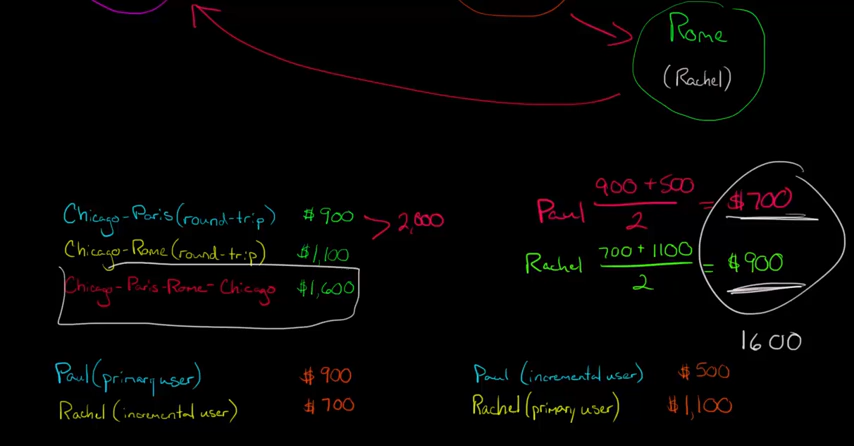 Rome
(Rachel)
Chicago-Paris (round-trip) $900 > 2,000
Chicago-Rome (round-trip) $1,100
Chicago-Paris-Rome-Chicago $1,600
Paul 900 + 500 / 2 = $700
Rachel 700 + 1100 / 2 = $900
1600
Paul (primary user) $900
Rachel (incremental user) $700
Paul (incremental user) $500
Rachel (primary user) $1,100